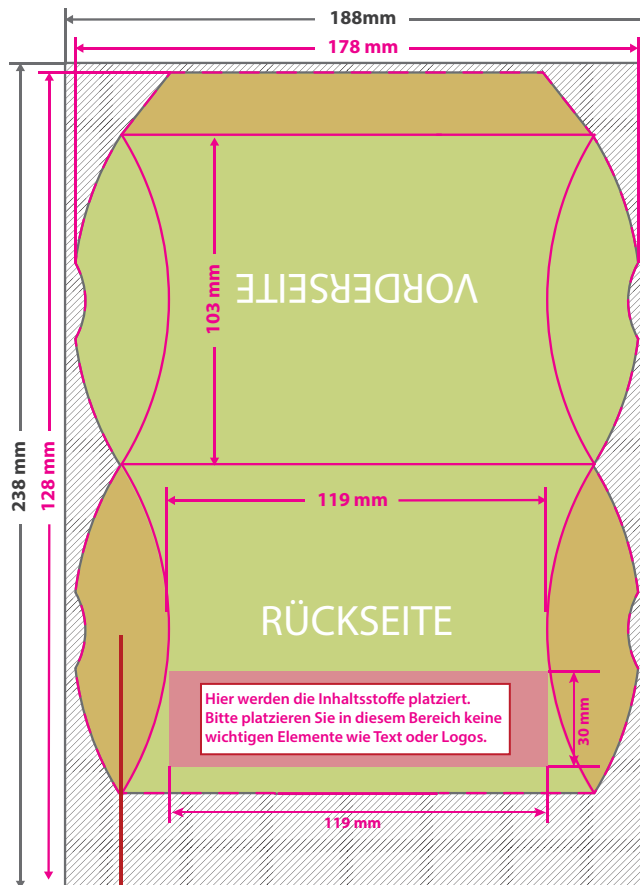 188mm
178 mm
238 mm
128 mm
103 mm
VORDERSEITE
119 mm
RÜCKSEITE
Hier werden die Inhaltsstoffe platziert.
Bitte platzieren Sie in diesem Bereich keine
wichtigen Elemente wie Text oder Logos.
30 mm
119 mm